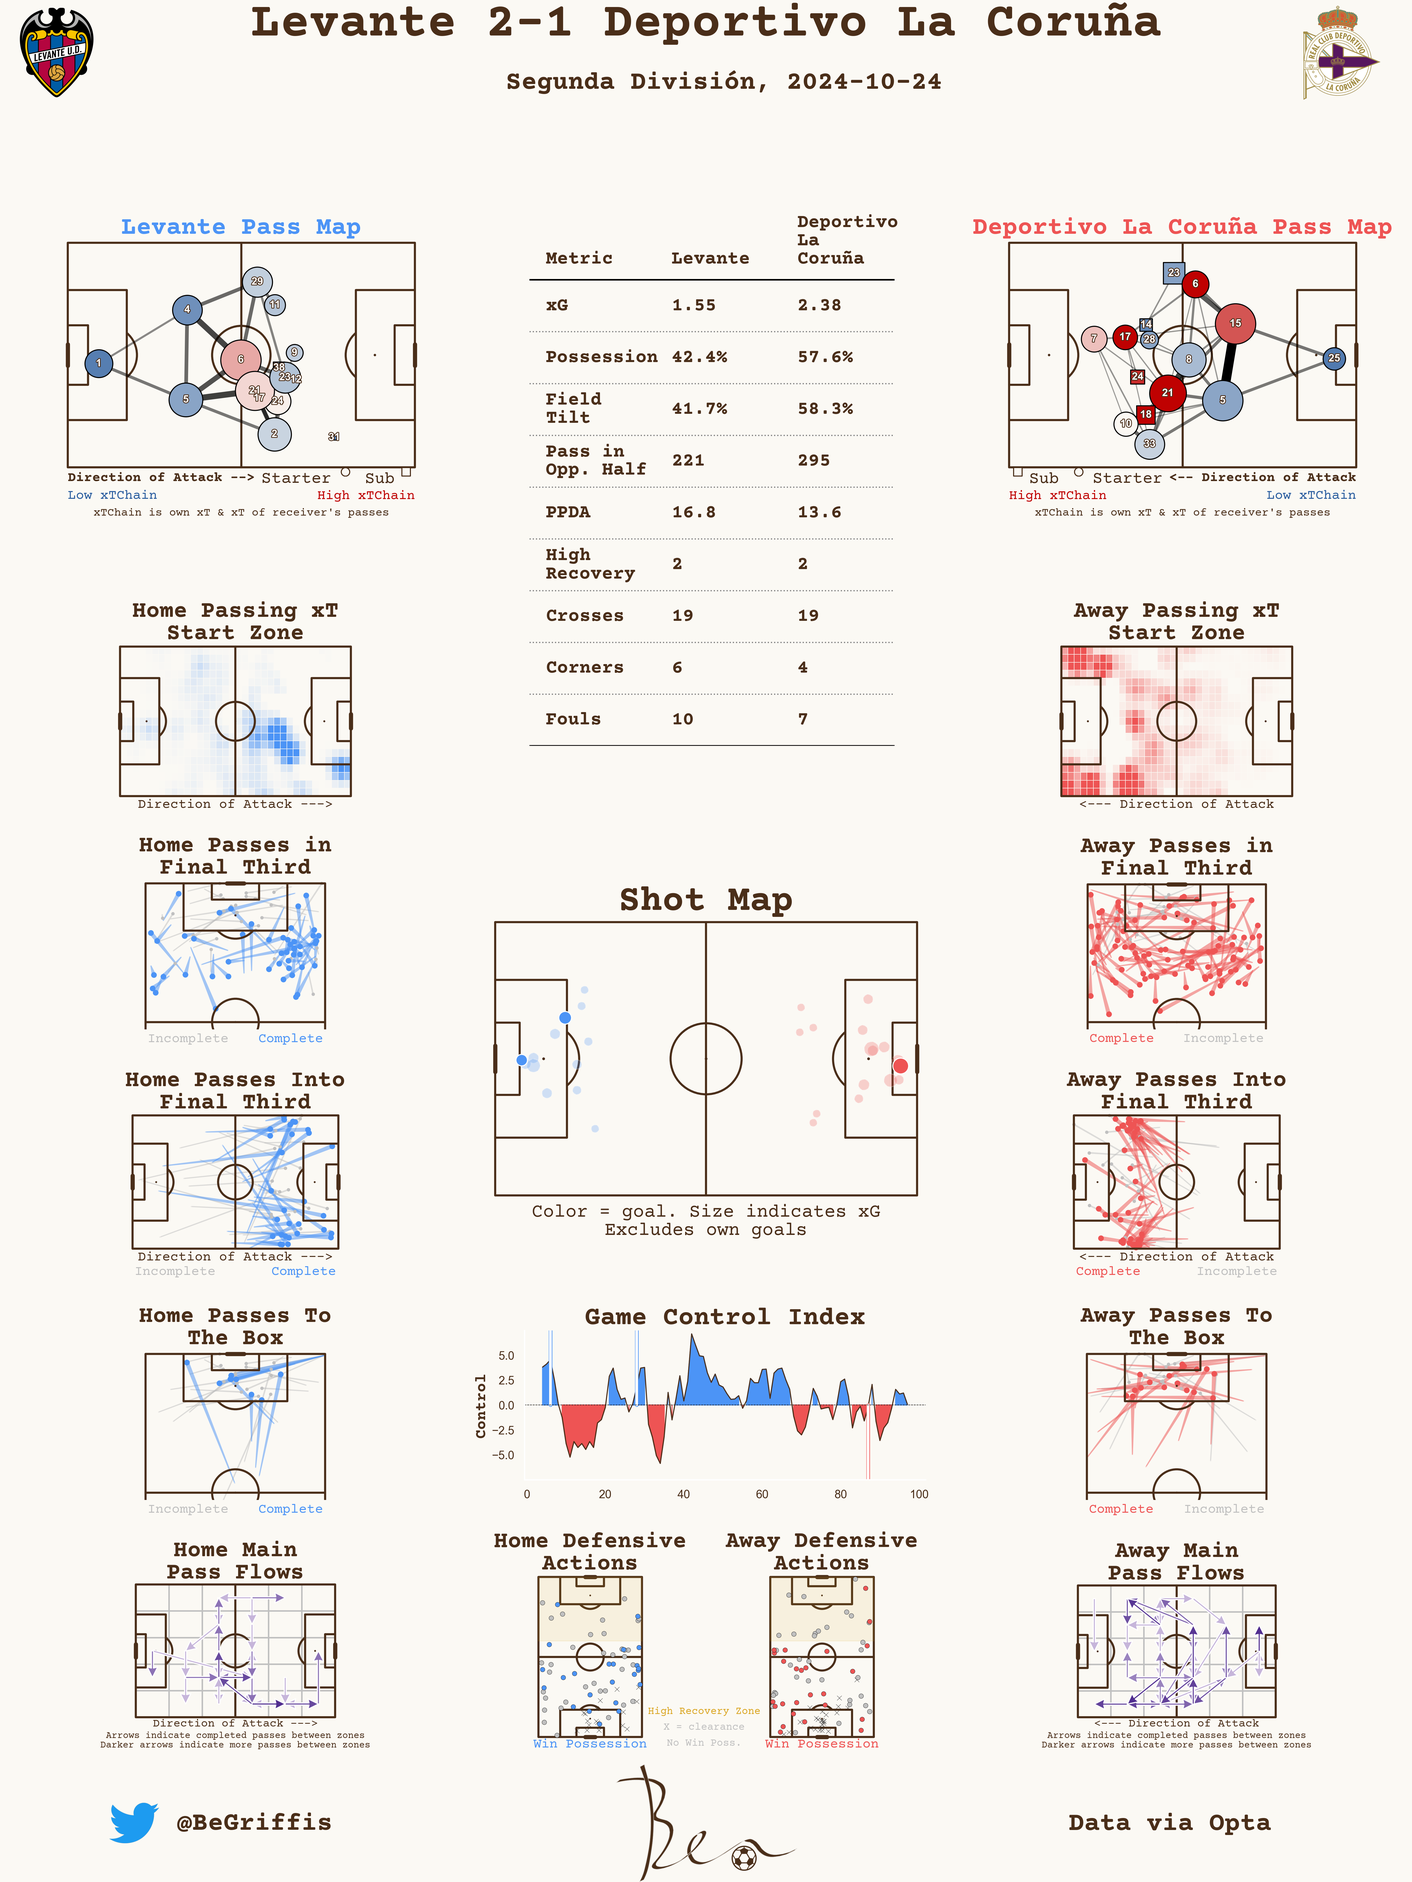 Levante 2-1 Deportivo La Coruña
Segunda División, 2024-10-24
LEVANTE U.D.
REAL CLUB DEPORTIVO
LA CORUÑA
Levante Pass Map
29
11
4
9
6
38
23
12
1
21
17
24
5
2
31
Direction of Attack --> Starter Sub
Low xTChain High xTChain
xTChain is own xT & xT of receiver's passes
Metric Levante Deportivo
La
Coruña
xG 1.55 2.38
Possession 42.4% 57.6%
Field
Tilt 41.7% 58.3%
Pass in
Opp. Half 221 295
PPDA 16.8 13.6
High
Recovery 2 2
Crosses 19 19
Corners 6 4
Fouls 10 7
Deportivo La Coruña Pass Map
23
6
15
14
17
28
7
8
25
24
21
5
18
10
33
Sub Starter <-- Direction of Attack
High xTChain Low xTChain
xTChain is own xT & xT of receiver's passes
Home Passing xT
Start Zone
Direction of Attack --->
Away Passing xT
Start Zone
<--- Direction of Attack
Home Passes in
Final Third
Incomplete Complete
Away Passes in
Final Third
Complete Incomplete
Shot Map
Color = goal. Size indicates xG
Excludes own goals
Home Passes Into
Final Third
Direction of Attack --->
Incomplete Complete
Away Passes Into
Final Third
<--- Direction of Attack
Complete Incomplete
Home Passes To
The Box
Incomplete Complete
Game Control Index
Control
5.0
2.5
0.0
−2.5
−5.0
0 20 40 60 80 100
Away Passes To
The Box
Complete Incomplete
Home Main
Pass Flows
Direction of Attack --->
Arrows indicate completed passes between zones
Darker arrows indicate more passes between zones
Home Defensive
Actions
Win Possession
High Recovery Zone
X = clearance
No Win Poss.
Away Defensive
Actions
Win Possession
Away Main
Pass Flows
<--- Direction of Attack
Arrows indicate completed passes between zones
Darker arrows indicate more passes between zones
@BeGriffis
Ben
Data via Opta